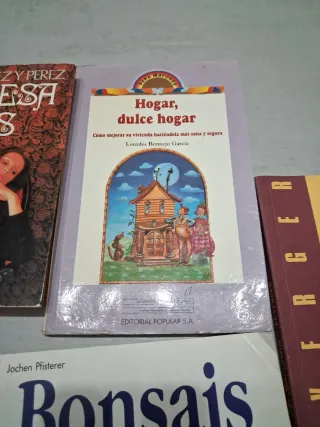 Z Y PEREZ
ESA
S
Hogar,
dulce hogar
Cómo mejorar su vivienda haciéndola más sana y segura
Lourdes Bermejo García
EDITORIAL POPULAR S.A.
VERGER
Jochen Pfisterer
Bonsais